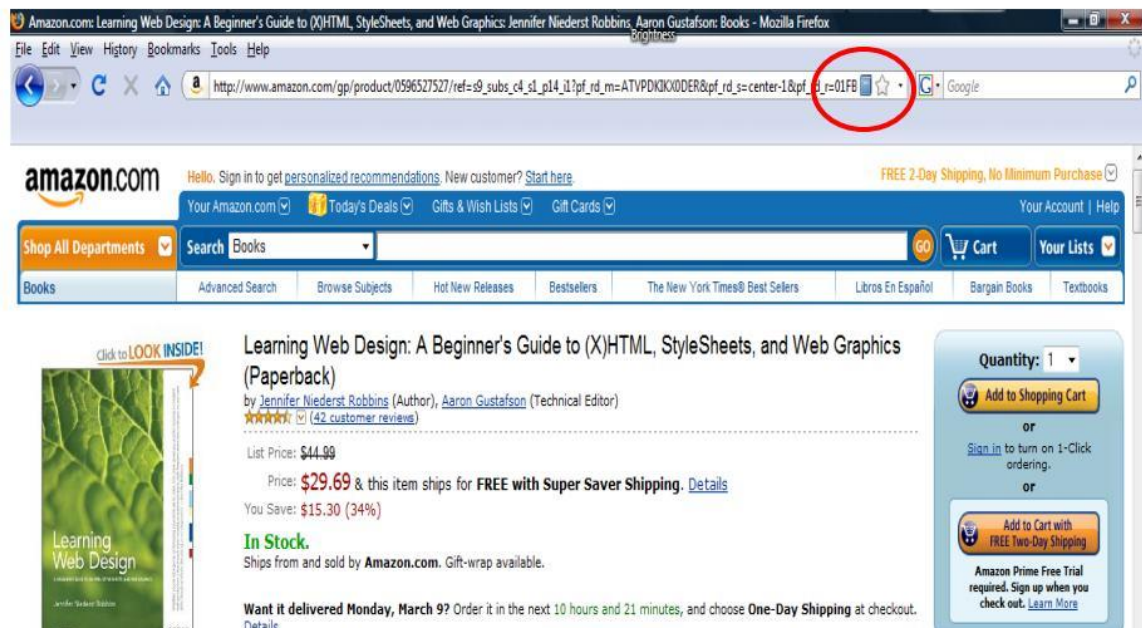 Amazon.com: Learning Web Design: A Beginner's Guide to (X)HTML, StyleSheets, and Web Graphics: Jennifer Niederst Robbins, Aaron Gustafson: Books - Mozilla Firefox
Brightness
File Edit View History Bookmarks Tools Help
a http://www.amazon.com/gp/product/0596527527/ref=s9_subs_c4_s1_p14_i1?pf_rd_m=ATVPDKIKX0DER&pf_rd_s=center-1&pf_rd_r=01FB G Google
amazon.com Hello. Sign in to get personalized recommendations. New customer? Start here. FREE 2-Day Shipping, No Minimum Purchase
Your Amazon.com Today's Deals Gifts & Wish Lists Gift Cards Your Account | Help
Shop All Departments Search Books GO Cart Your Lists
Books Advanced Search Browse Subjects Hot New Releases Bestsellers The New York Times® Best Sellers Libros En Español Bargain Books Textbooks
Click to LOOK INSIDE!
Learning Web Design: A Beginner's Guide to (X)HTML, StyleSheets, and Web Graphics
(Paperback)
by Jennifer Niederst Robbins (Author), Aaron Gustafson (Technical Editor)
(42 customer reviews)
List Price: $44.99
Price: $29.69 & this item ships for FREE with Super Saver Shipping. Details
You Save: $15.30 (34%)
In Stock.
Ships from and sold by Amazon.com. Gift-wrap available.
Want it delivered Monday, March 9? Order it in the next 10 hours and 21 minutes, and choose One-Day Shipping at checkout.
Details
Learning
Web Design
Jennifer Niederst Robbins
Quantity: 1
Add to Shopping Cart
or
Sign in to turn on 1-Click
ordering.
or
Add to Cart with
FREE Two-Day Shipping
Amazon Prime Free Trial
required. Sign up when you
check out. Learn More